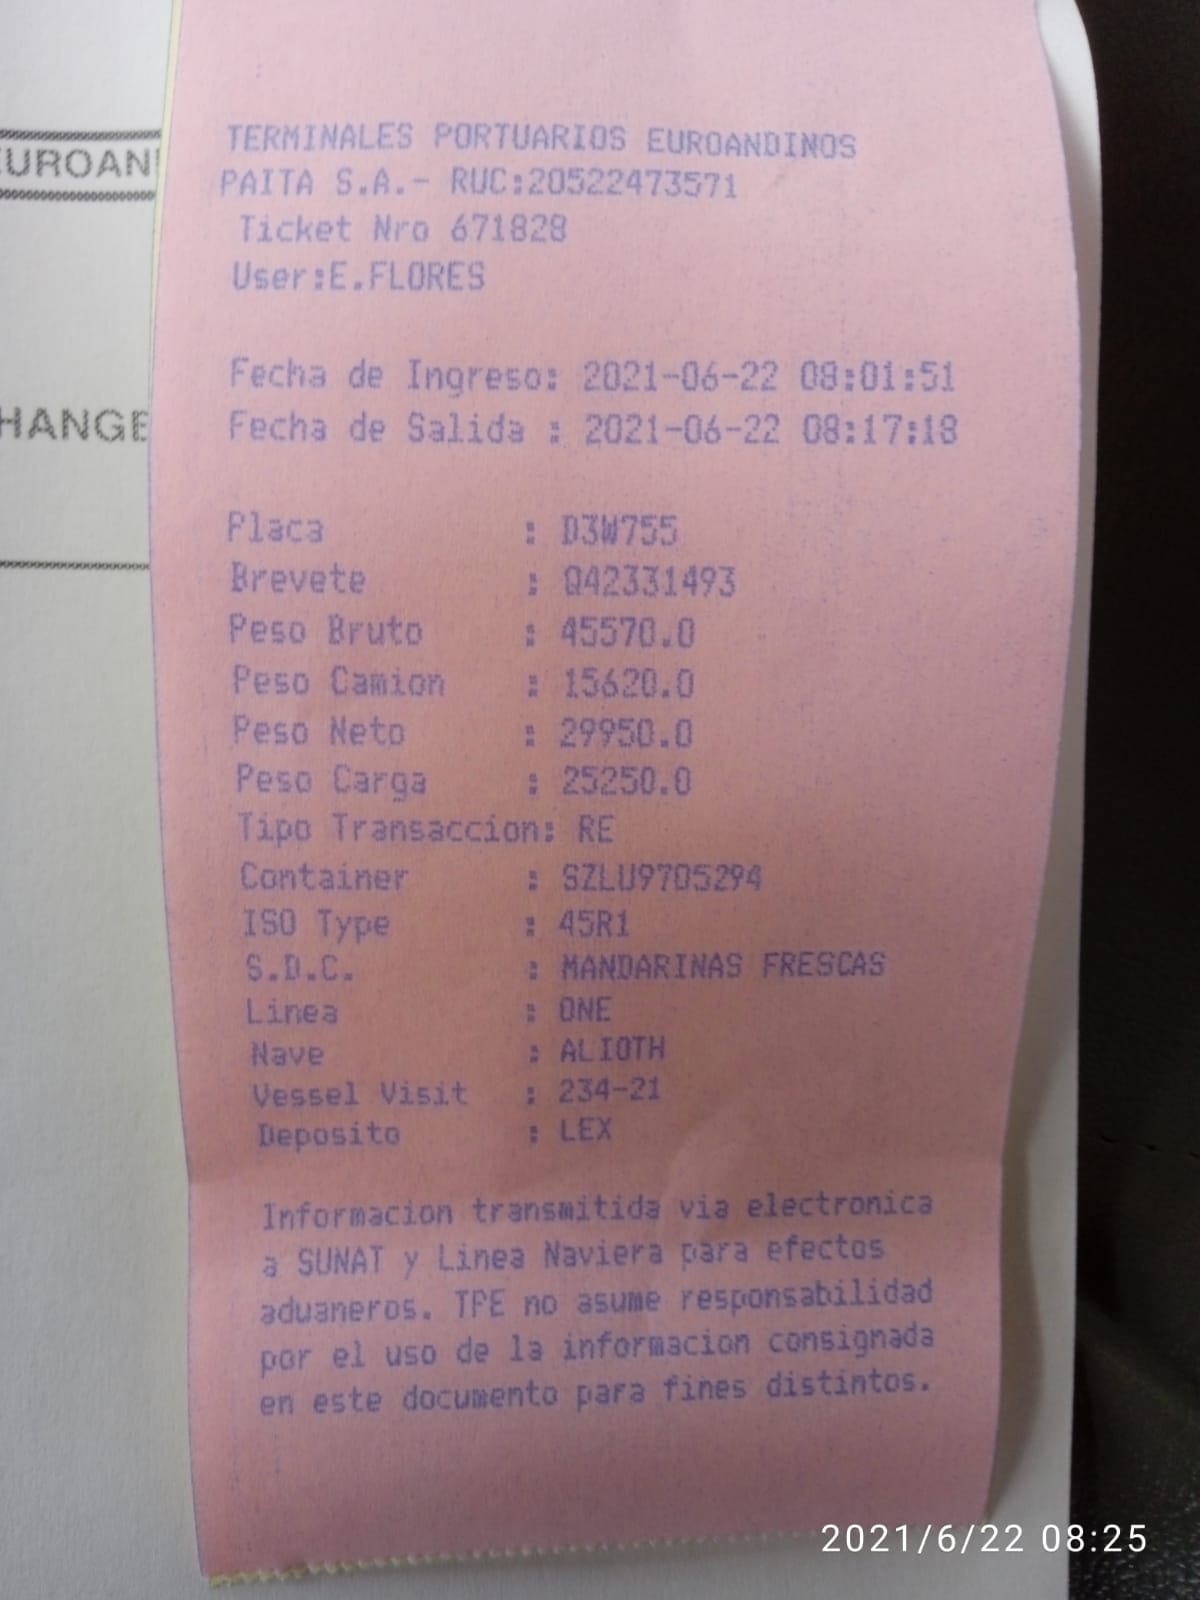 EUROAN
HANGE
TERMINALES PORTUARIOS EUROANDINOS
PAITA S.A.- RUC:20522473571
Ticket Nro 671828
User:E.FLORES
Fecha de Ingreso: 2021-06-22 08:01:51
Fecha de Salida : 2021-06-22 08:17:18
Placa : D3W755
Brevete : Q42331493
Peso Bruto : 45570.0
Peso Camion : 15620.0
Peso Neto : 29950.0
Peso Carga : 25250.0
Tipo Transaccion: RE
Container : SZLU9705294
ISO Type : 45R1
S.D.C. : MANDARINAS FRESCAS
Linea : ONE
Nave : ALIOTH
Vessel Visit : 234-21
Deposito : LEX
Informacion transmitida via electronica
a SUNAT y Linea Naviera para efectos
aduaneros. TPE no asume responsabilidad
por el uso de la informacion consignada
en este documento para fines distintos.
2021/6/22 08:25